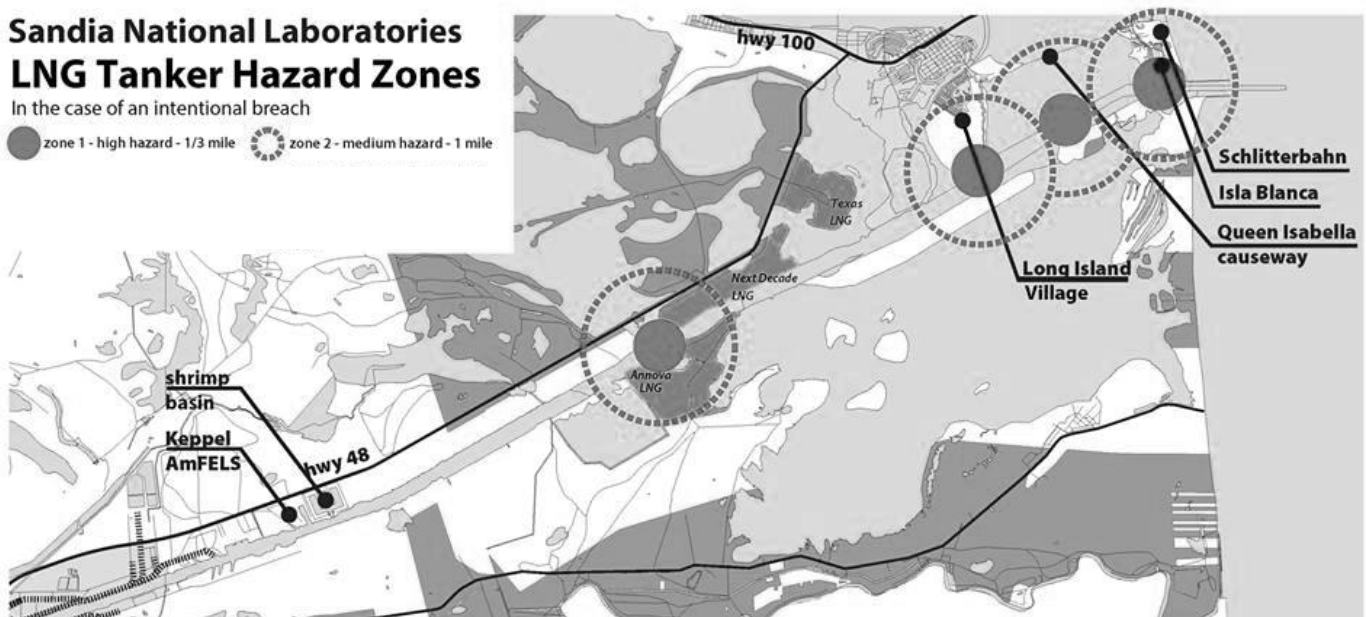 Sandia National Laboratories
LNG Tanker Hazard Zones
In the case of an intentional breach
zone 1 - high hazard - 1/3 mile
zone 2 - medium hazard - 1 mile
hwy 100
Schlitterbahn
Isla Blanca
Queen Isabella
causeway
Long Island
Village
Texas
LNG
Next Decade
LNG
Annova
LNG
shrimp
basin
Keppel
AmFELS
hwy 48